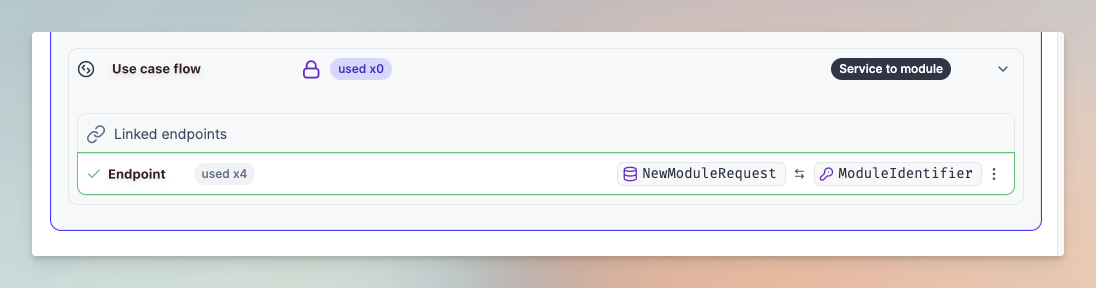 Use case flow used x0 Service to module
Linked endpoints
Endpoint used x4 NewModuleRequest ⇆ ModuleIdentifier